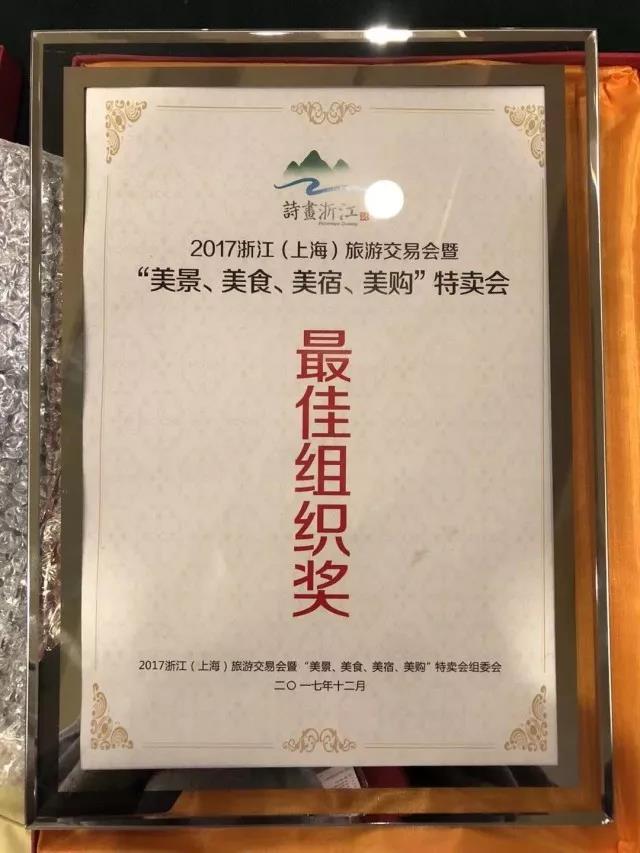 詩畫浙江
2017浙江（上海）旅游交易会暨
“美景、美食、美宿、美购”特卖会
最佳组织奖
2017浙江（上海）旅游交易会暨“美景、美食、美宿、美购”特卖会组委会
二〇一七年十二月